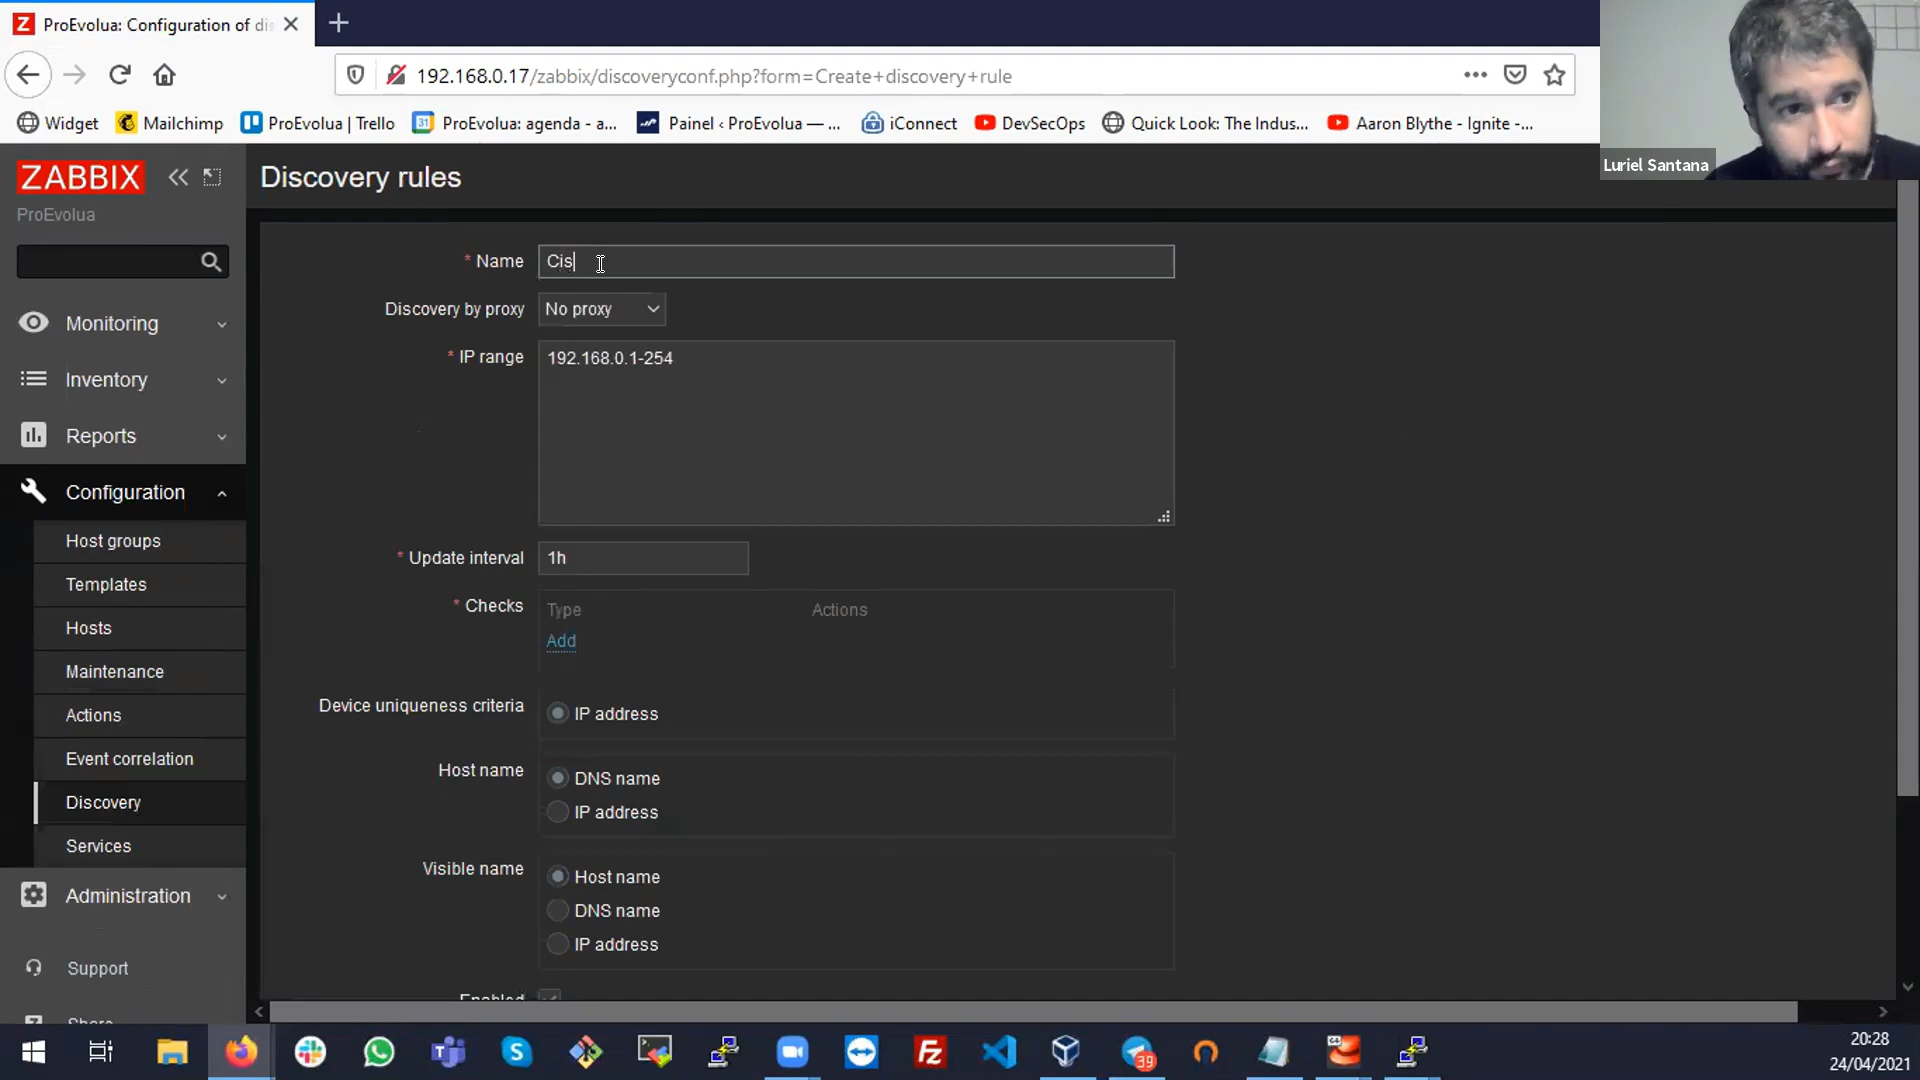 Z ProEvolua: Configuration of dis
192.168.0.17/zabbix/discoveryconf.php?form=Create+discovery+rule
Widget Mailchimp ProEvolua | Trello 31 ProEvolua: agenda - a... Painel ‹ ProEvolua — ... iConnect DevSecOps Quick Look: The Indus... Aaron Blythe - Ignite -...
Luriel Santana
ZABBIX
ProEvolua
Monitoring
Inventory
Reports
Configuration
Host groups
Templates
Hosts
Maintenance
Actions
Event correlation
Discovery
Services
Administration
Support
Share
Discovery rules
* Name Cis
Discovery by proxy No proxy
* IP range 192.168.0.1-254
* Update interval 1h
* Checks Type Actions
Add
Device uniqueness criteria IP address
Host name DNS name
IP address
Visible name Host name
DNS name
IP address
Enabled
39
20:28
24/04/2021